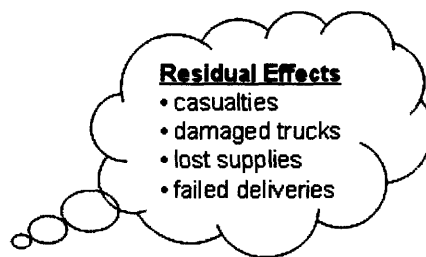 Residual Effects
• casualties
• damaged trucks
• lost supplies
• failed deliveries